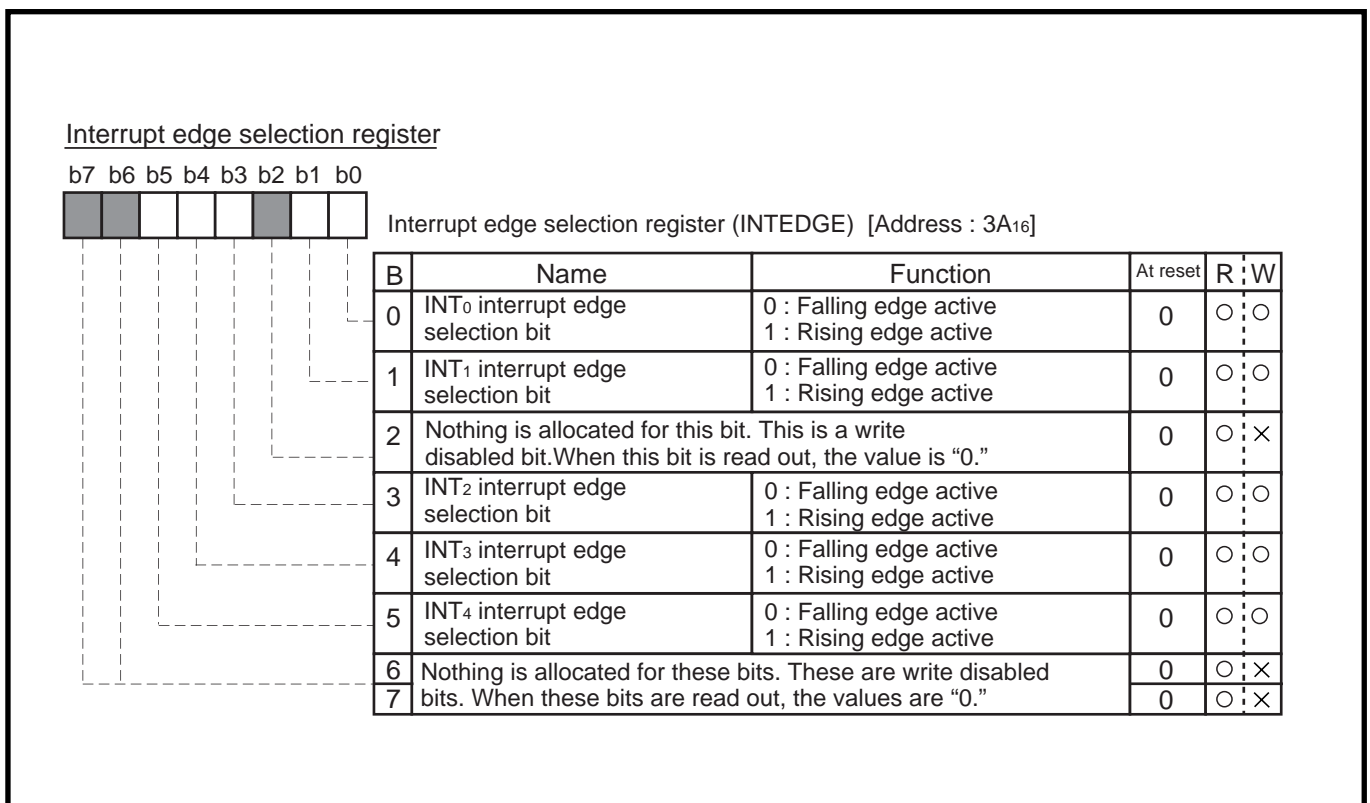 Interrupt edge selection register
b7 b6 b5 b4 b3 b2 b1 b0
Interrupt edge selection register (INTEDGE) [Address : 3A16]
B Name Function At reset R W
0 INT0 interrupt edge selection bit 0 : Falling edge active 1 : Rising edge active 0 ○ ○
1 INT1 interrupt edge selection bit 0 : Falling edge active 1 : Rising edge active 0 ○ ○
2 Nothing is allocated for this bit. This is a write disabled bit.When this bit is read out, the value is “0.” 0 ○ ×
3 INT2 interrupt edge selection bit 0 : Falling edge active 1 : Rising edge active 0 ○ ○
4 INT3 interrupt edge selection bit 0 : Falling edge active 1 : Rising edge active 0 ○ ○
5 INT4 interrupt edge selection bit 0 : Falling edge active 1 : Rising edge active 0 ○ ○
6 Nothing is allocated for these bits. These are write disabled 0 ○ ×
7 bits. When these bits are read out, the values are “0.” 0 ○ ×